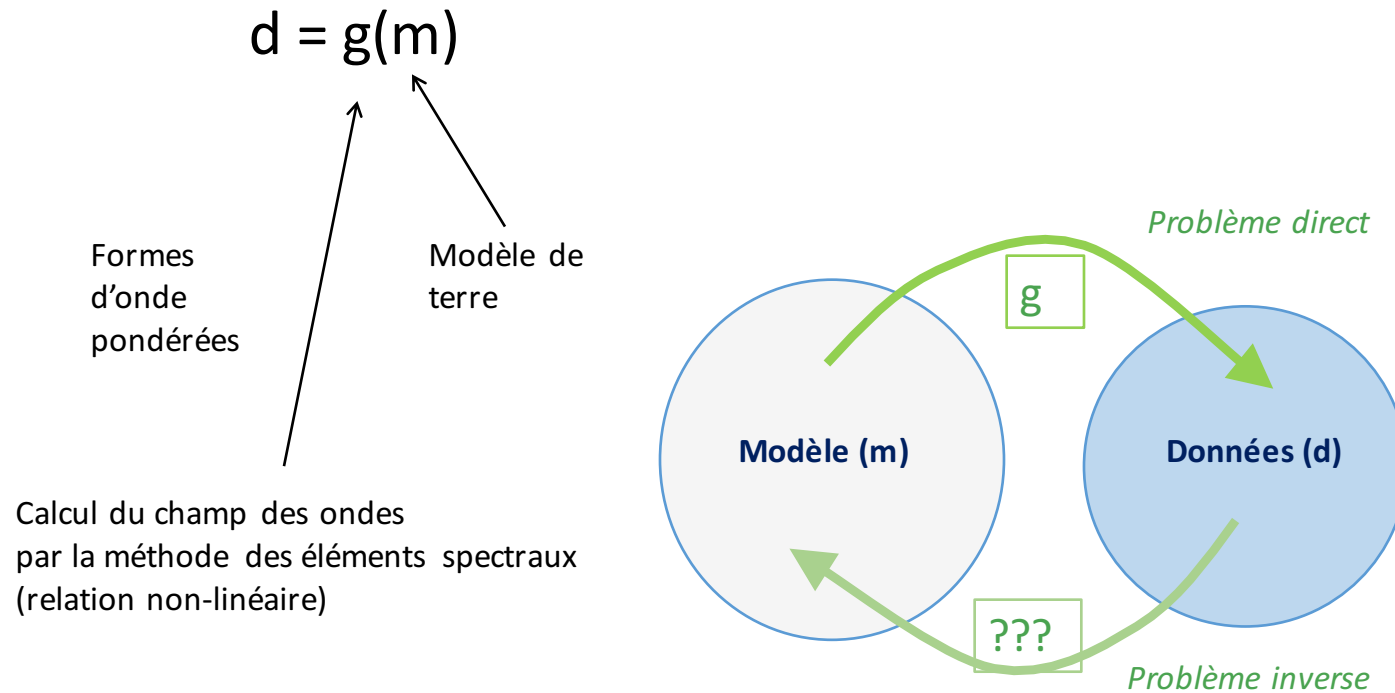 d = g(m)
Formes
d’onde
pondérées
Modèle de
terre
Calcul du champ des ondes
par la méthode des éléments spectraux
(relation non-linéaire)
Problème direct
g
Modèle (m)
Données (d)
???
Problème inverse